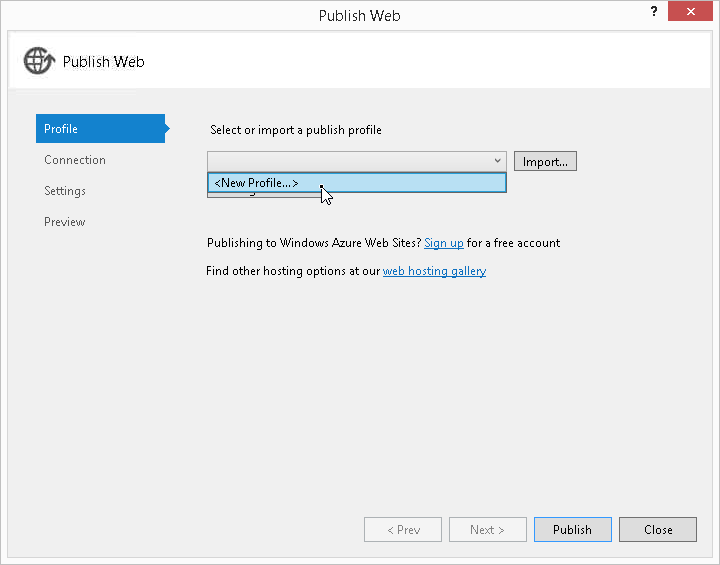 Publish Web
?
Publish Web
Profile
Select or import a publish profile
Connection
Import...
<New Profile...>
Settings
Preview
Publishing to Windows Azure Web Sites? Sign up for a free account
Find other hosting options at our web hosting gallery
< Prev
Next >
Publish
Close